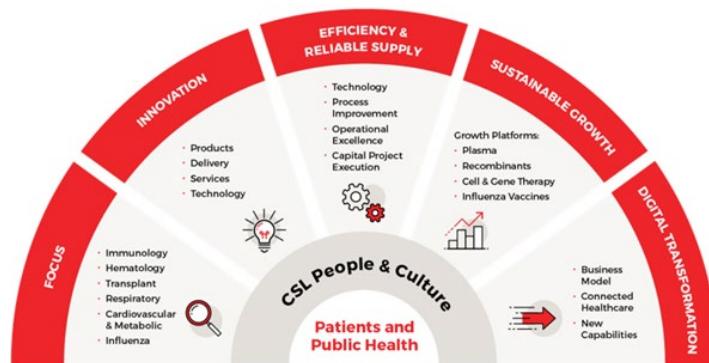 FOCUS
Immunology
Hematology
Transplant
Respiratory
Cardiovascular
& Metabolic
Influenza
INNOVATION
Products
Delivery
Services
Technology
EFFICIENCY &
RELIABLE SUPPLY
Technology
Process
Improvement
Operational
Excellence
Capital Project
Execution
SUSTAINABLE GROWTH
Growth Platforms:
Plasma
Recombinants
Cell & Gene Therapy
Influenza Vaccines
DIGITAL TRANSFORMATION
Business
Model
Connected
Healthcare
New
Capabilities
CSL People & Culture
Patients and
Public Health